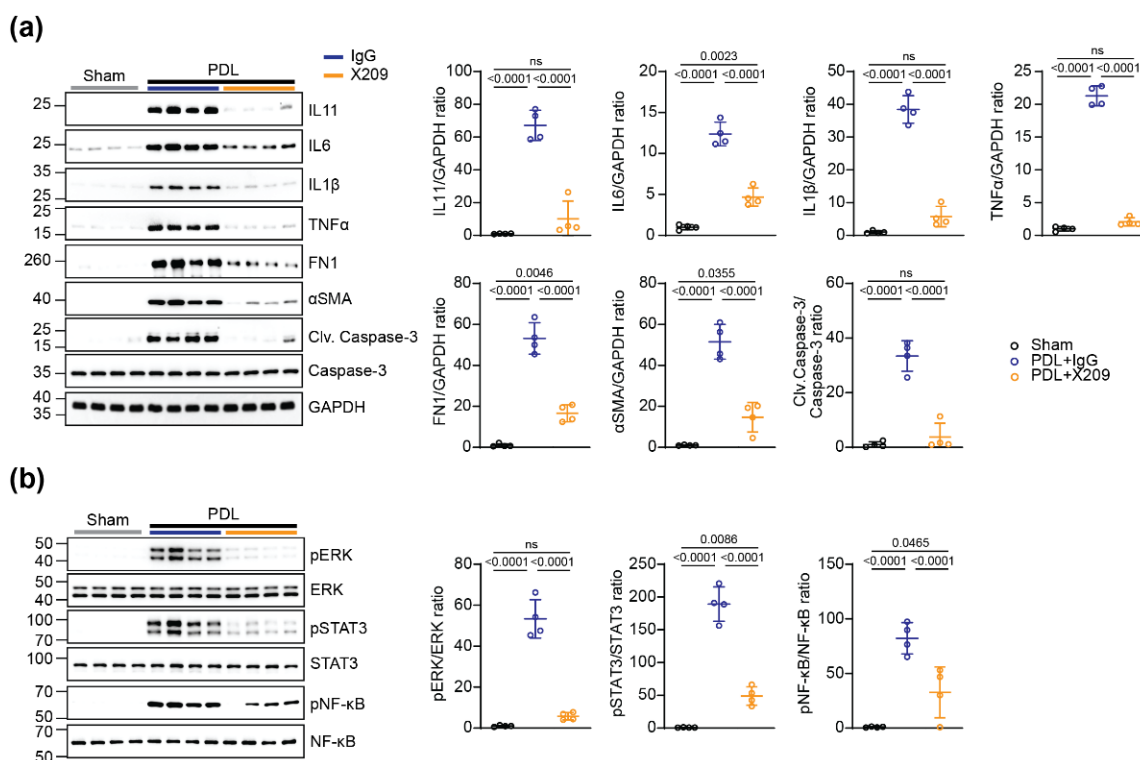 (a)
IgG
X209
Sham
PDL
25
IL11
25
IL6
35
25
IL1β
25
15
TNFα
260
FN1
40
αSMA
25
15
Clv. Caspase-3
35
Caspase-3
40
35
GAPDH
ns
<0.0001 <0.0001
IL11/GAPDH ratio
100
80
60
40
20
0
0.0023
<0.0001 <0.0001
IL6/GAPDH ratio
20
15
10
5
0
ns
<0.0001 <0.0001
IL1β/GAPDH ratio
50
40
30
20
10
0
ns
<0.0001 <0.0001
TNFα/GAPDH ratio
25
20
15
10
5
0
0.0046
<0.0001 <0.0001
FN1/GAPDH ratio
80
60
40
20
0
0.0355
<0.0001 <0.0001
αSMA/GAPDH ratio
80
60
40
20
0
ns
<0.0001 <0.0001
Clv.Caspase-3/
Caspase-3 ratio
60
40
20
0
Sham
PDL+IgG
PDL+X209
(b)
Sham
PDL
50
40
pERK
50
40
ERK
100
70
pSTAT3
100
70
STAT3
60
50
pNF-κB
70
50
NF-κB
ns
<0.0001 <0.0001
pERK/ERK ratio
90
60
30
0
0.0086
<0.0001 <0.0001
pSTAT3/STAT3 ratio
250
200
150
100
50
0
0.0465
<0.0001 <0.0001
pNF-κB/NF-κB ratio
150
100
50
0